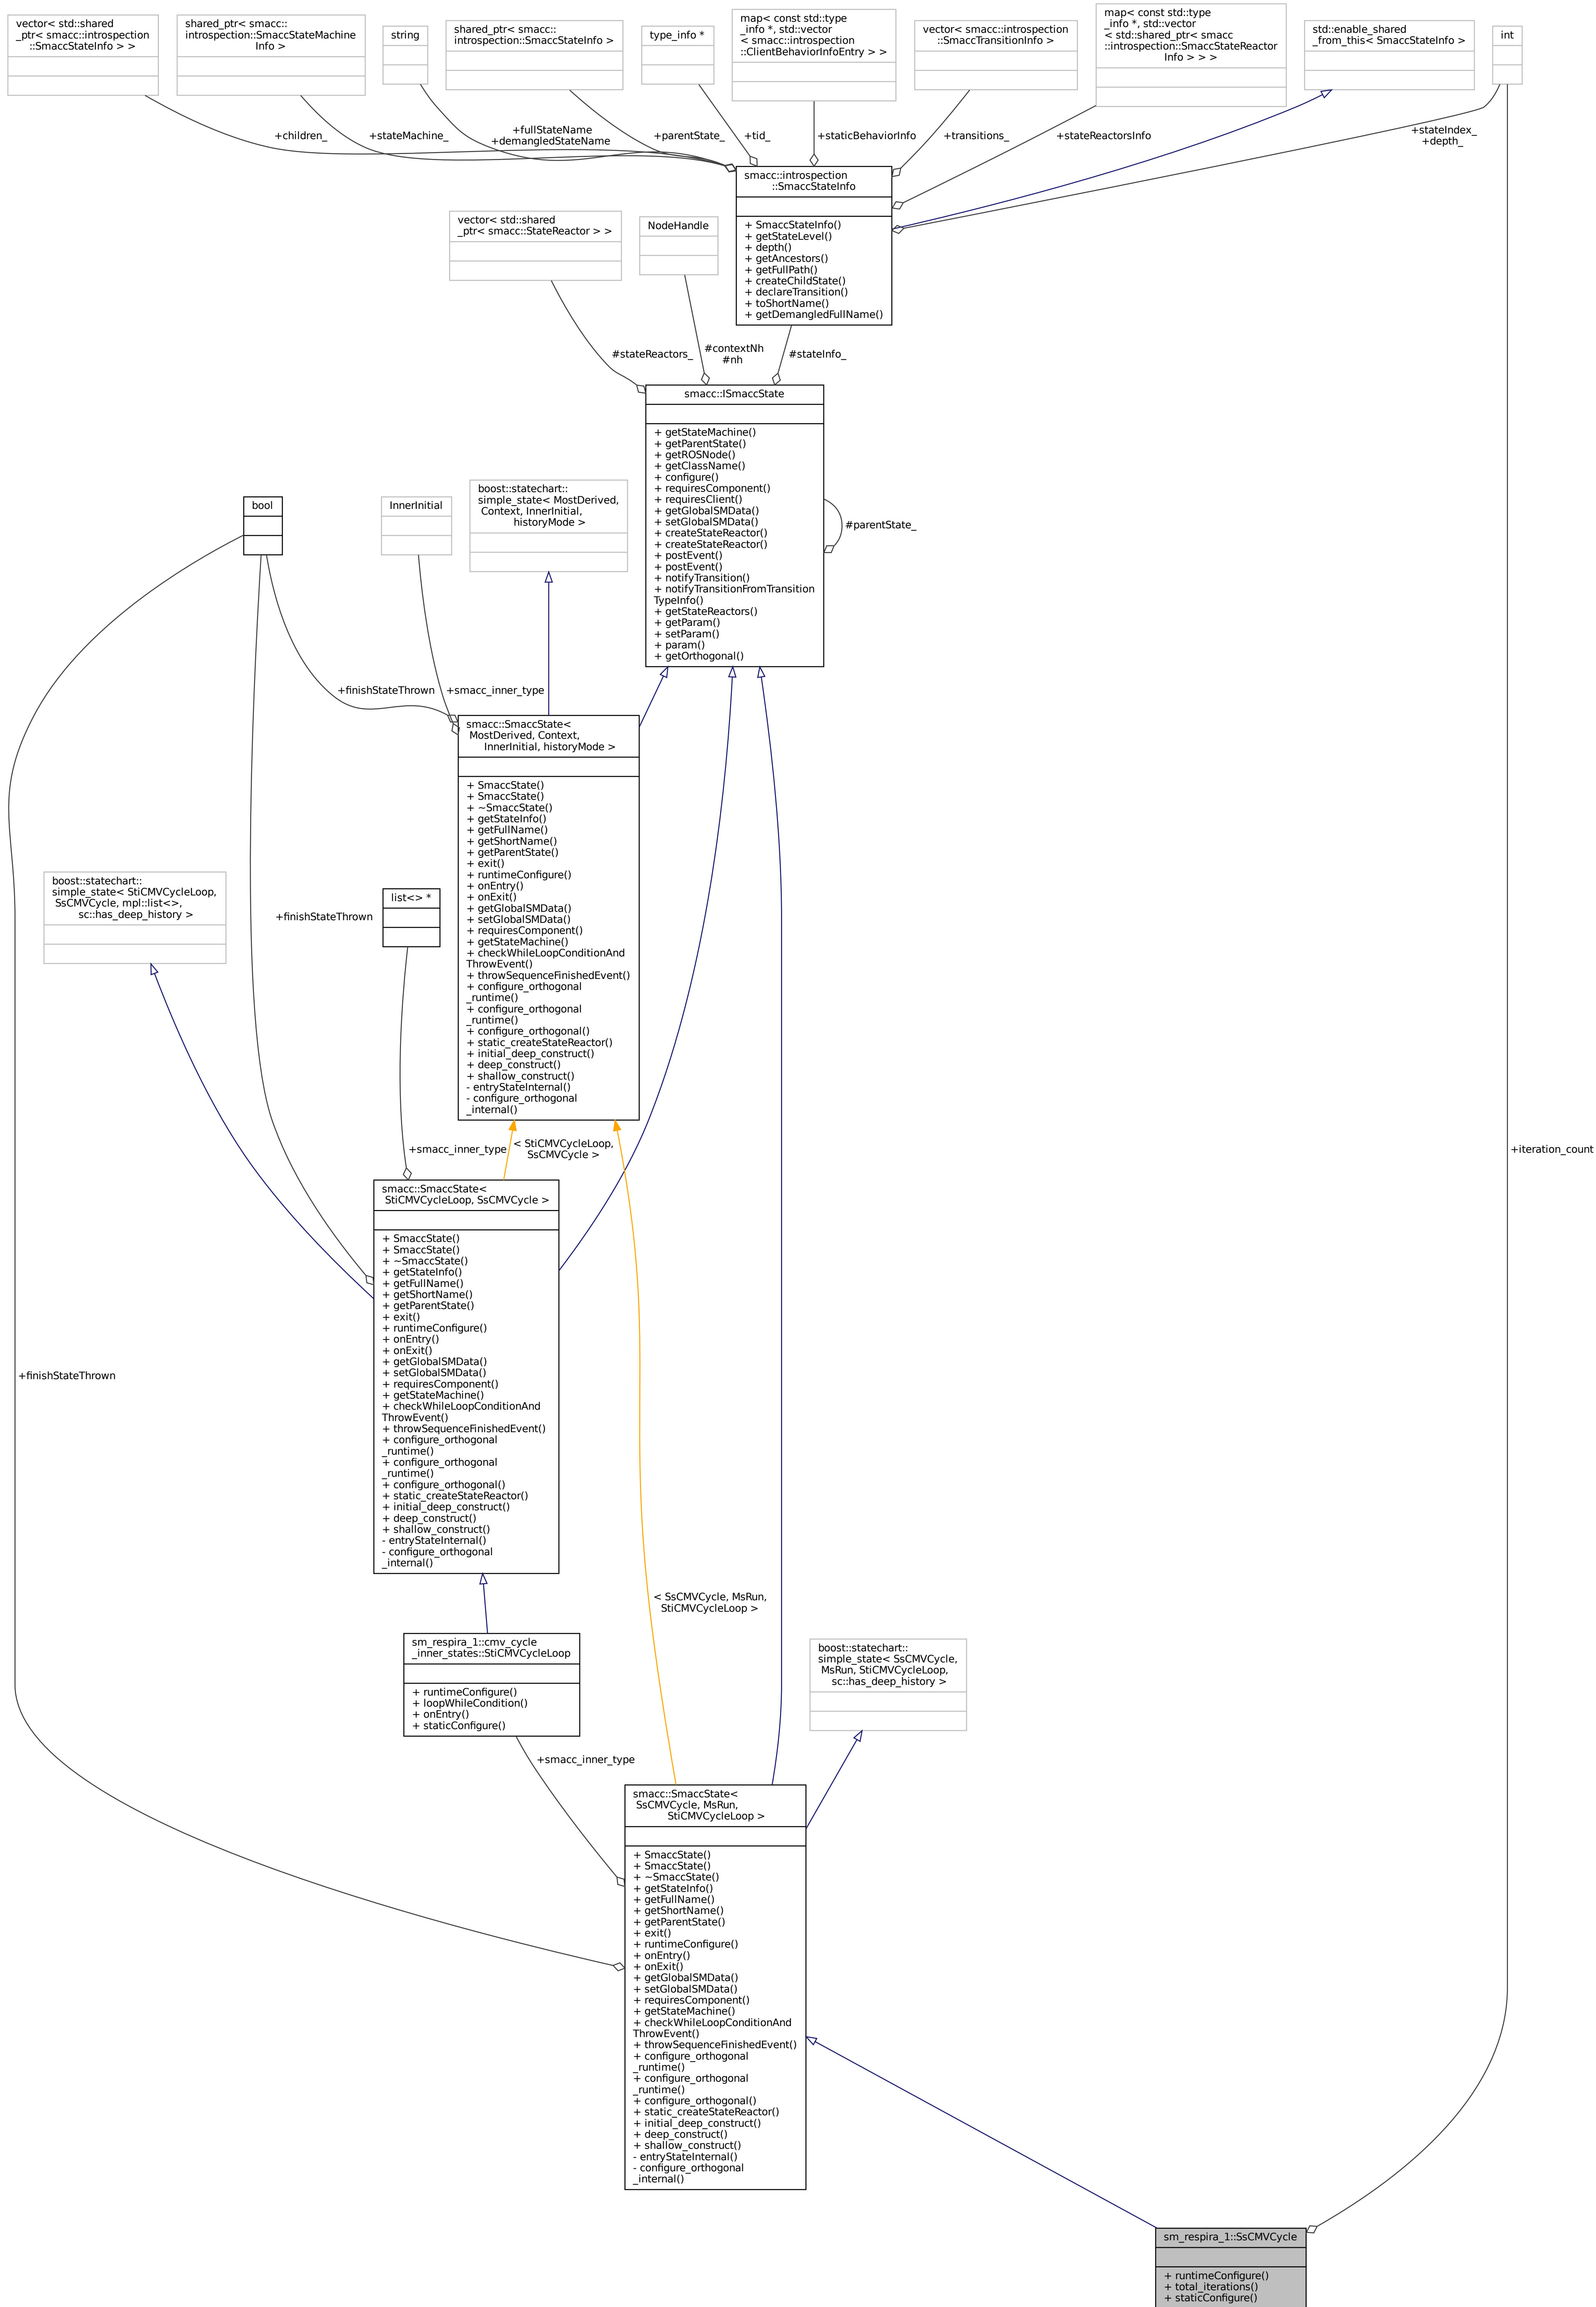 vector< std::shared
_ptr< smacc::introspection
::SmaccStateInfo > >
shared_ptr< smacc::
introspection::SmaccStateMachine
Info >
string
shared_ptr< smacc::
introspection::SmaccStateInfo >
type_info *
map< const std::type
_info *, std::vector
< smacc::introspection
::ClientBehaviorInfoEntry > >
vector< smacc::introspection
::SmaccTransitionInfo >
map< const std::type
_info *, std::vector
< std::shared_ptr< smacc
::introspection::SmaccStateReactor
Info > > >
std::enable_shared
_from_this< SmaccStateInfo >
int
+children_
+stateMachine_
+fullStateName
+demangledStateName
+parentState_
+tid_
+staticBehaviorInfo
+transitions_
+stateReactorsInfo
+stateIndex_
+depth_
smacc::introspection
::SmaccStateInfo
+ SmaccStateInfo()
+ getStateLevel()
+ depth()
+ getAncestors()
+ getFullPath()
+ createChildState()
+ declareTransition()
+ toShortName()
+ getDemangledFullName()
vector< std::shared
_ptr< smacc::StateReactor > >
NodeHandle
#stateReactors_
#contextNh
#nh
#stateInfo_
smacc::ISmaccState
+ getStateMachine()
+ getParentState()
+ getROSNode()
+ getClassName()
+ configure()
+ requiresComponent()
+ requiresClient()
+ getGlobalSMData()
+ setGlobalSMData()
+ createStateReactor()
+ createStateReactor()
+ postEvent()
+ postEvent()
+ notifyTransition()
+ notifyTransitionFromTransition
TypeInfo()
+ getStateReactors()
+ getParam()
+ setParam()
+ param()
+ getOrthogonal()
#parentState_
bool
InnerInitial
boost::statechart::
simple_state< MostDerived,
Context, InnerInitial,
historyMode >
+finishStateThrown
+smacc_inner_type
smacc::SmaccState<
MostDerived, Context,
InnerInitial, historyMode >
+ SmaccState()
+ SmaccState()
+ ~SmaccState()
+ getStateInfo()
+ getFullName()
+ getShortName()
+ getParentState()
+ exit()
+ runtimeConfigure()
+ onEntry()
+ onExit()
+ getGlobalSMData()
+ setGlobalSMData()
+ requiresComponent()
+ getStateMachine()
+ checkWhileLoopConditionAnd
ThrowEvent()
+ throwSequenceFinishedEvent()
+ configure_orthogonal
_runtime()
+ configure_orthogonal
_runtime()
+ configure_orthogonal()
+ static_createStateReactor()
+ initial_deep_construct()
+ deep_construct()
+ shallow_construct()
- entryStateInternal()
- configure_orthogonal
_internal()
boost::statechart::
simple_state< StiCMVCycleLoop,
SsCMVCycle, mpl::list<>,
sc::has_deep_history >
list<> *
+finishStateThrown
+smacc_inner_type
< StiCMVCycleLoop,
SsCMVCycle >
+iteration_count
smacc::SmaccState<
StiCMVCycleLoop, SsCMVCycle >
+ SmaccState()
+ SmaccState()
+ ~SmaccState()
+ getStateInfo()
+ getFullName()
+ getShortName()
+ getParentState()
+ exit()
+ runtimeConfigure()
+ onEntry()
+ onExit()
+ getGlobalSMData()
+ setGlobalSMData()
+ requiresComponent()
+ getStateMachine()
+ checkWhileLoopConditionAnd
ThrowEvent()
+ throwSequenceFinishedEvent()
+ configure_orthogonal
_runtime()
+ configure_orthogonal
_runtime()
+ configure_orthogonal()
+ static_createStateReactor()
+ initial_deep_construct()
+ deep_construct()
+ shallow_construct()
- entryStateInternal()
- configure_orthogonal
_internal()
+finishStateThrown
< SsCMVCycle, MsRun,
StiCMVCycleLoop >
sm_respira_1::cmv_cycle
_inner_states::StiCMVCycleLoop
+ runtimeConfigure()
+ loopWhileCondition()
+ onEntry()
+ staticConfigure()
boost::statechart::
simple_state< SsCMVCycle,
MsRun, StiCMVCycleLoop,
sc::has_deep_history >
+smacc_inner_type
smacc::SmaccState<
SsCMVCycle, MsRun,
StiCMVCycleLoop >
+ SmaccState()
+ SmaccState()
+ ~SmaccState()
+ getStateInfo()
+ getFullName()
+ getShortName()
+ getParentState()
+ exit()
+ runtimeConfigure()
+ onEntry()
+ onExit()
+ getGlobalSMData()
+ setGlobalSMData()
+ requiresComponent()
+ getStateMachine()
+ checkWhileLoopConditionAnd
ThrowEvent()
+ throwSequenceFinishedEvent()
+ configure_orthogonal
_runtime()
+ configure_orthogonal
_runtime()
+ configure_orthogonal()
+ static_createStateReactor()
+ initial_deep_construct()
+ deep_construct()
+ shallow_construct()
- entryStateInternal()
- configure_orthogonal
_internal()
sm_respira_1::SsCMVCycle
+ runtimeConfigure()
+ total_iterations()
+ staticConfigure()